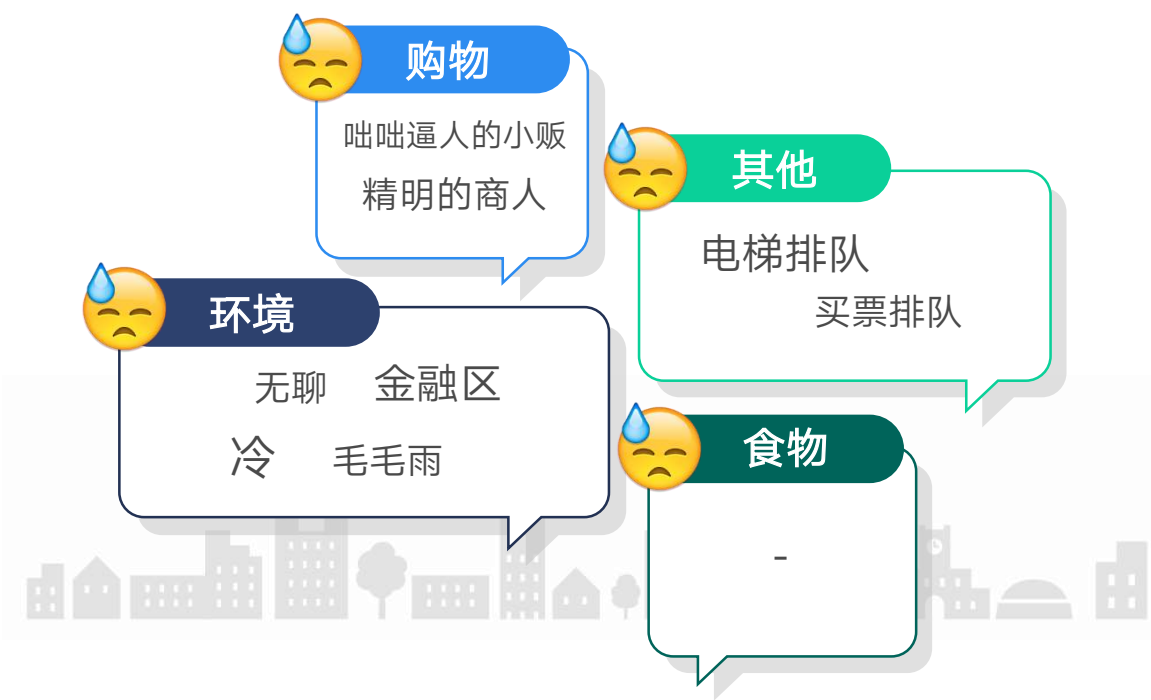 购物
咄咄逼人的小贩
精明的商人
其他
电梯排队
买票排队
环境
无聊 金融区
冷 毛毛雨
食物
-